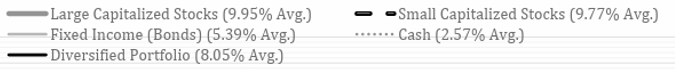 Large Capitalized Stocks (9.95% Avg.) Small Capitalized Stocks (9.77% Avg.)
Fixed Income (Bonds) (5.39% Avg.) Cash (2.57% Avg.)
Diversified Portfolio (8.05% Avg.)